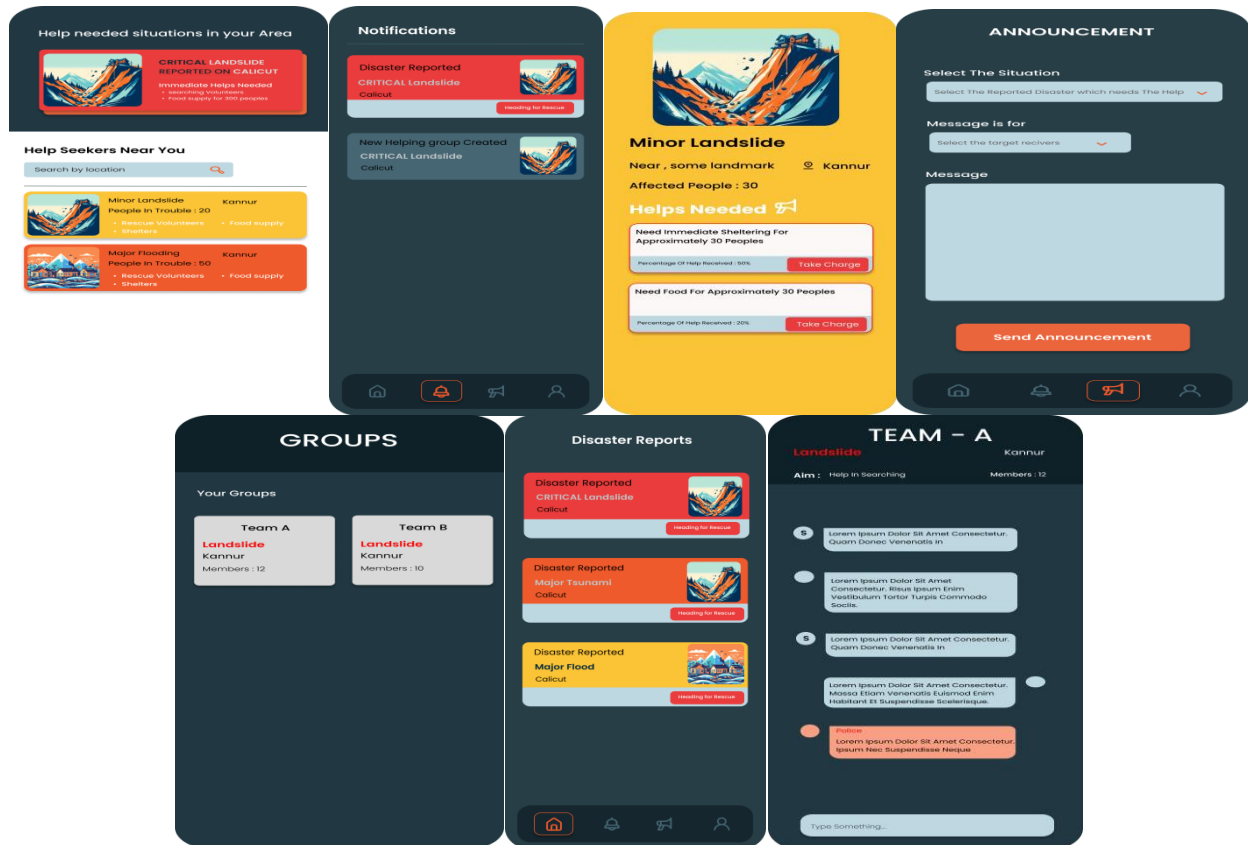 Help needed situations in your Area
CRITICAL LANDSLIDE
REPORTED ON CALICUT
Immediate Helps Needed
• searching Volunteers
• Food supply for 300 peoples
Help Seekers Near You
Search by location
Minor Landslide Kannur
People In Trouble : 20
• Rescue Volunteers • Food supply
• Shelters
Major Flooding Kannur
People In Trouble : 50
• Rescue Volunteers • Food supply
• Shelters
Notifications
Disaster Reported
CRITICAL Landslide
Calicut
Heading for Rescue
New Helping group Created
CRITICAL Landslide
Calicut
Minor Landslide
Near , some landmark Kannur
Affected People : 30
Helps Needed
Need Immediate Sheltering For
Approximately 30 Peoples
Percentage Of Help Received : 50% Take Charge
Need Food For Approximately 30 Peoples
Percentage Of Help Received : 20% Take Charge
ANNOUNCEMENT
Select The Situation
Select The Reported Disaster which needs The Help
Message is for
Select the target recivers
Message
Send Announcement
GROUPS
Your Groups
Team A
Landslide
Kannur
Members : 12
Team B
Landslide
Kannur
Members : 10
Disaster Reports
Disaster Reported
CRITICAL Landslide
Calicut
Heading for Rescue
Disaster Reported
Major Tsunami
Calicut
Heading for Rescue
Disaster Reported
Major Flood
Calicut
Heading for Rescue
TEAM - A
Landslide Kannur
Aim : Help In Searching Members : 12
S
Lorem Ipsum Dolor Sit Amet Consectetur.
Quam Donec Venenatis In
Lorem Ipsum Dolor Sit Amet
Consectetur. Risus Ipsum Enim
Vestibulum Tortor Turpis Commodo
Sociis.
S
Lorem Ipsum Dolor Sit Amet Consectetur.
Quam Donec Venenatis In
Lorem Ipsum Dolor Sit Amet Consectetur.
Massa Etiam Venenatis Euismod Enim
Habitant Et Suspendisse Scelerisque.
Police
Lorem Ipsum Dolor Sit Amet Consectetur.
Ipsum Nec Suspendisse Neque
Type Something...